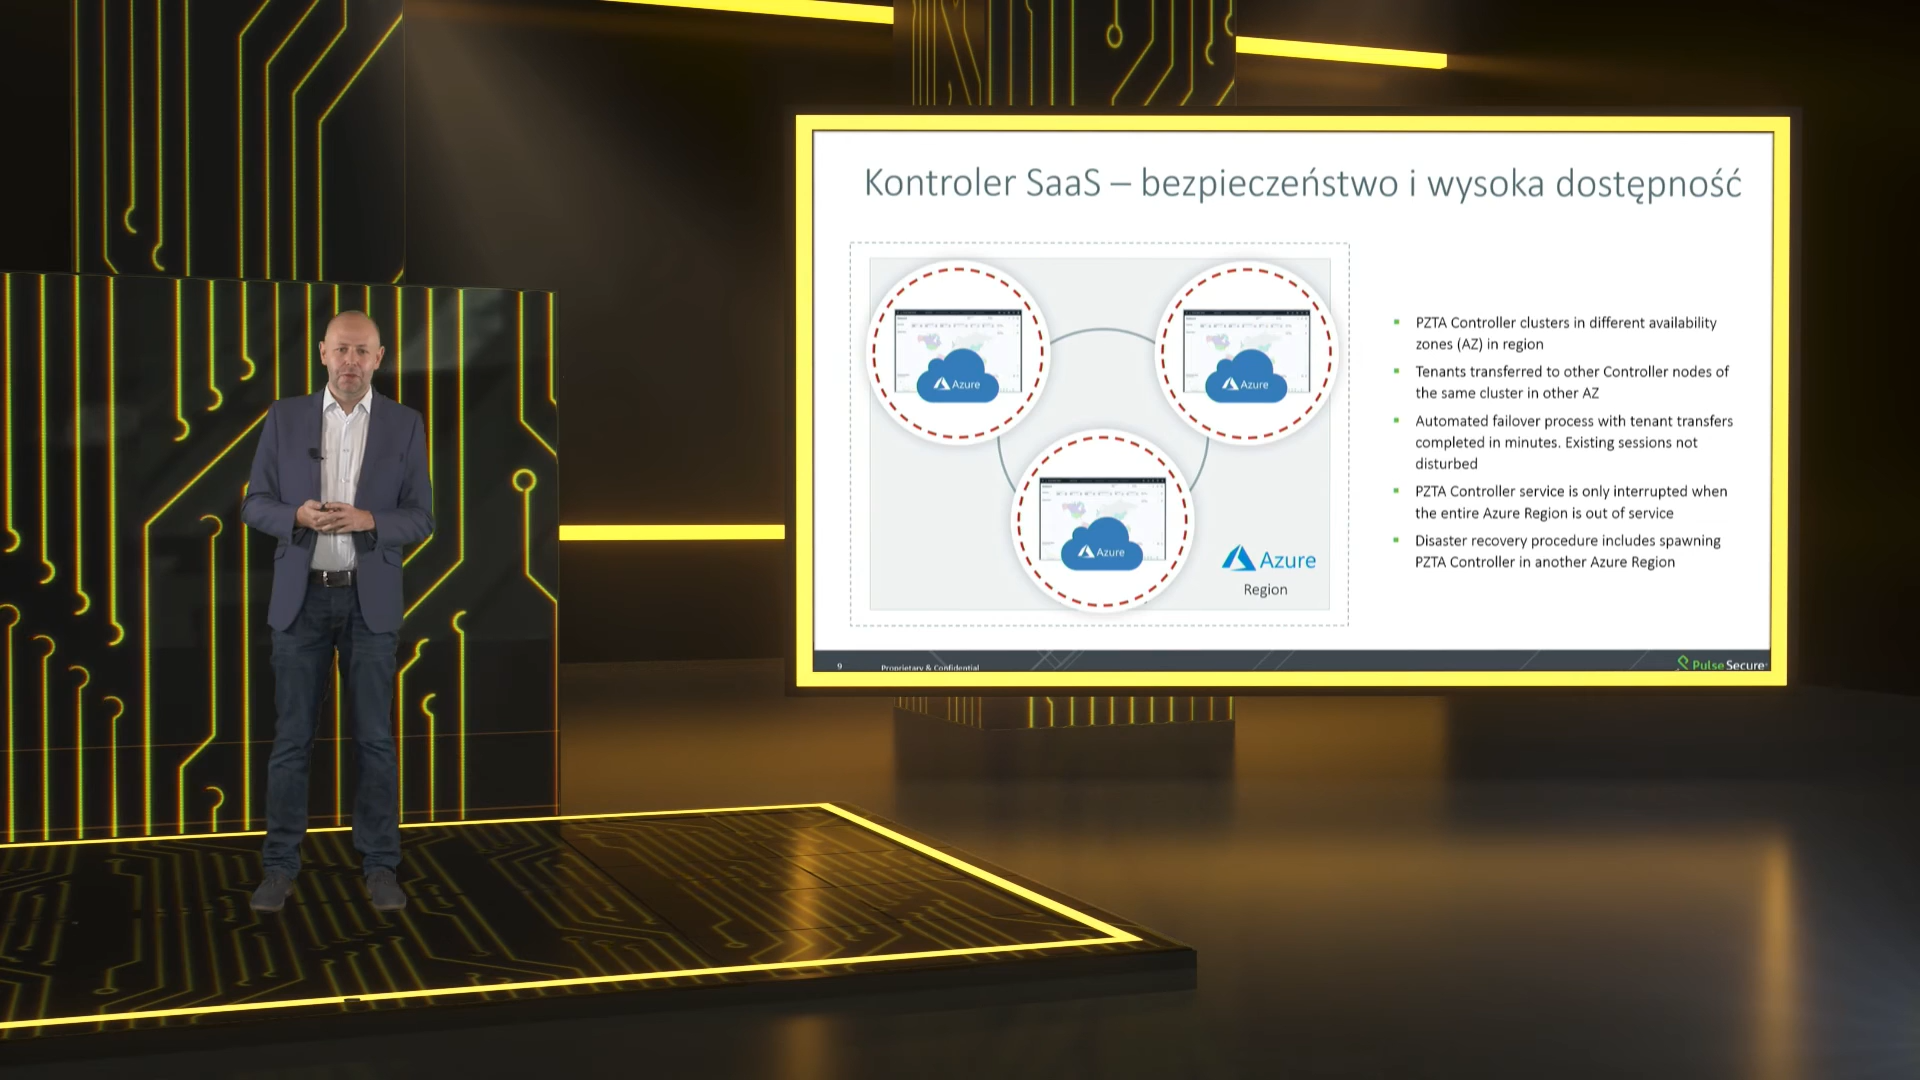 Kontroler SaaS – bezpieczeństwo i wysoka dostępność
Azure
Azure
Azure
Azure
Region
PZTA Controller clusters in different availability
zones (AZ) in region
Tenants transferred to other Controller nodes of
the same cluster in other AZ
Automated failover process with tenant transfers
completed in minutes. Existing sessions not
disturbed
PZTA Controller service is only interrupted when
the entire Azure Region is out of service
Disaster recovery procedure includes spawning
PZTA Controller in another Azure Region
9
Proprietary & Confidential
Pulse Secure